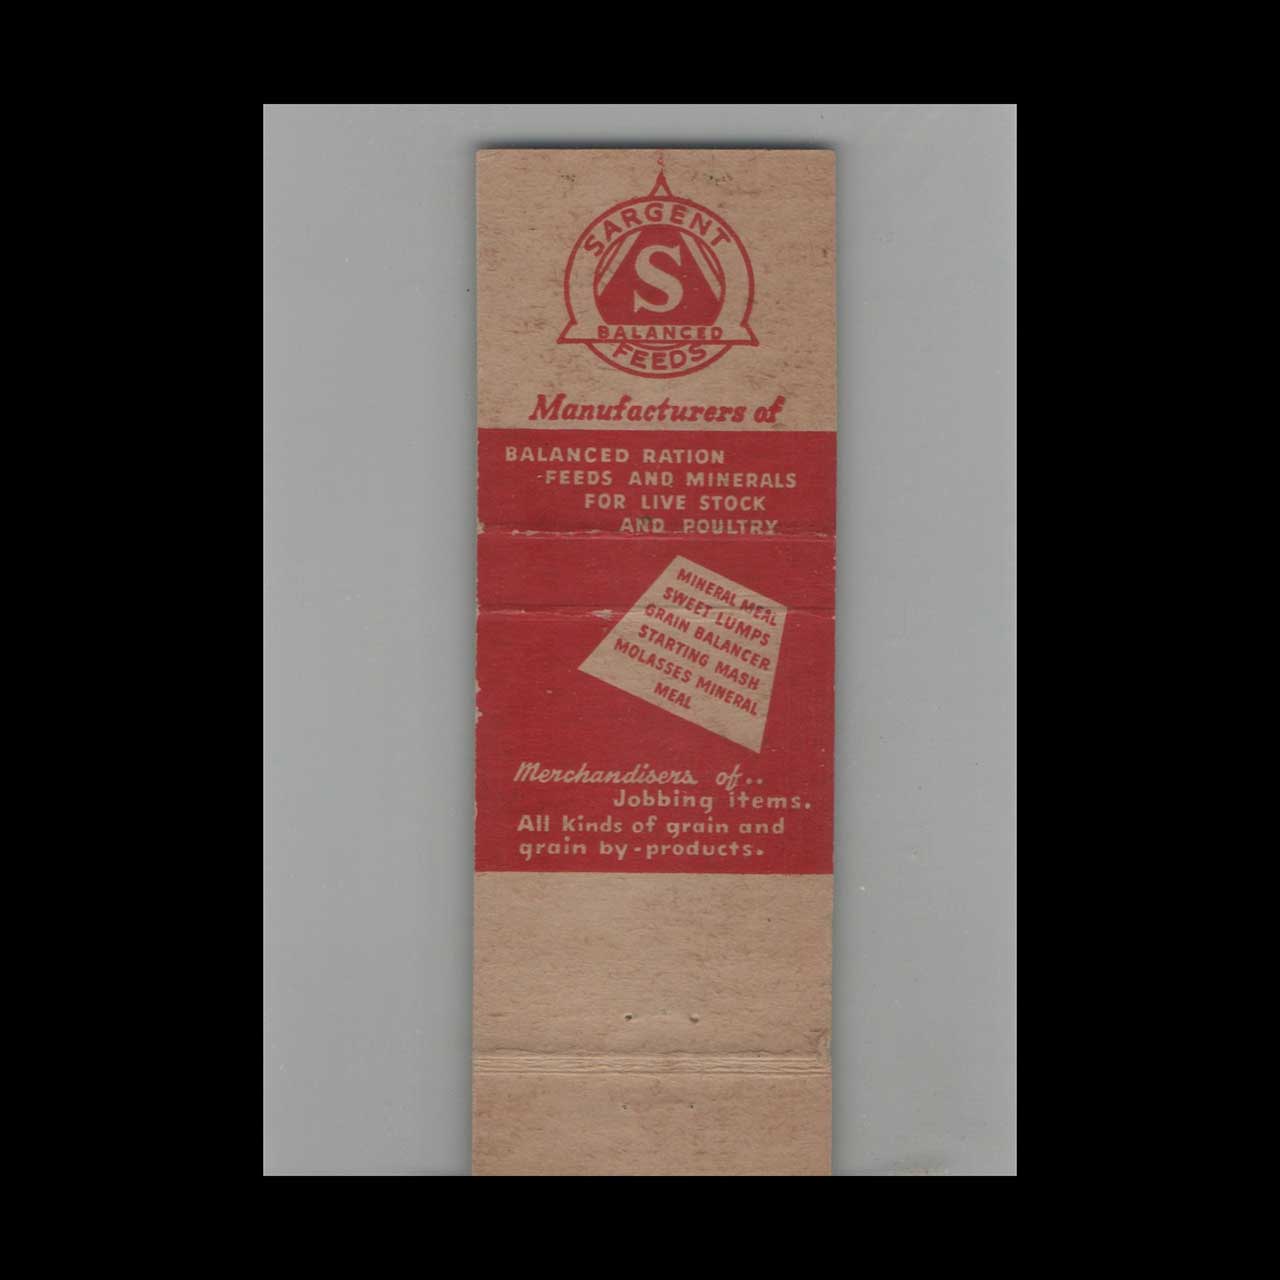 SARGENT
S
BALANCED
FEEDS
Manufacturers of
BALANCED RATION
-FEEDS AND MINERALS
FOR LIVE STOCK
AND POULTRY
MINERAL MEAL
SWEET LUMPS
GRAIN BALANCER
STARTING MASH
MOLASSES MINERAL
MEAL
Merchandisers of..
Jobbing items.
All kinds of grain and
grain by-products.